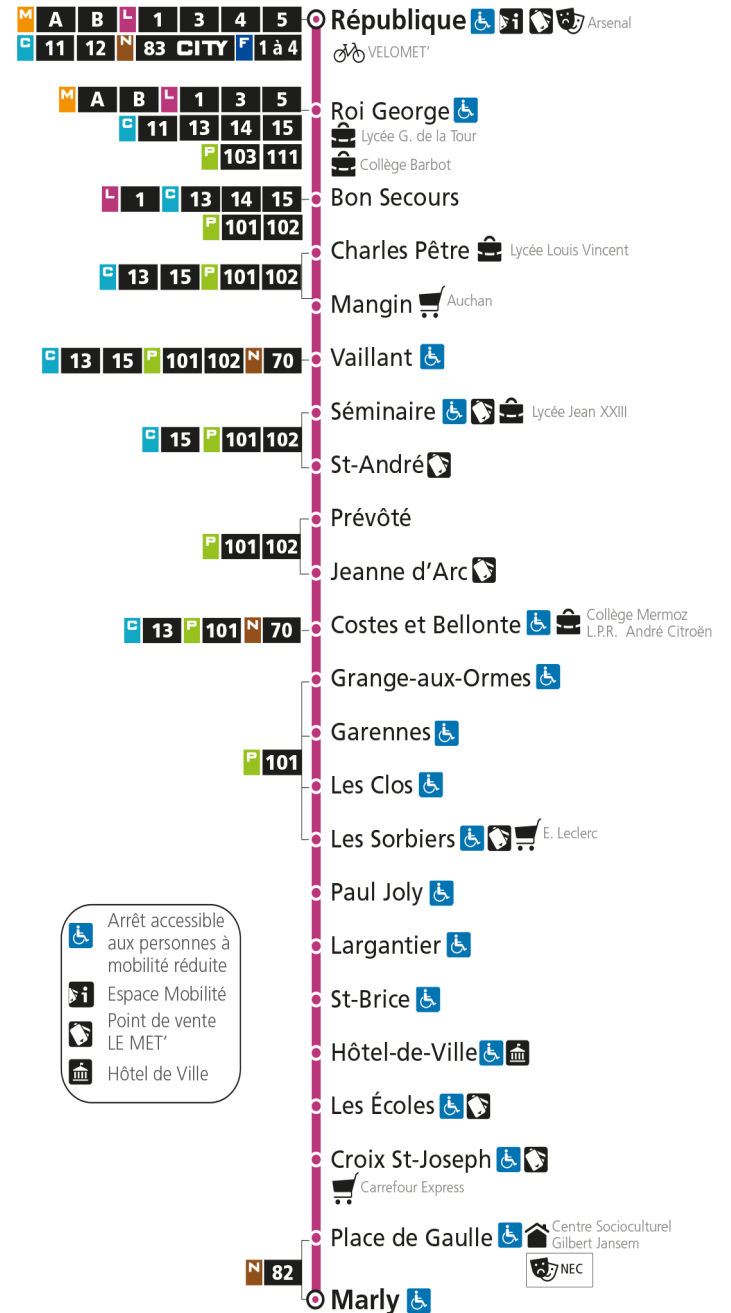 M A B L 1 3 4 5 République Arsenal
C 11 12 N 83 CITY F 1 à 4 VELOMET'
M A B L 1 3 5 Roi George
C 11 13 14 15 Lycée G. de la Tour
P 103 111 Collège Barbot
L 1 C 13 14 15 Bon Secours
P 101 102
Charles Pêtre Lycée Louis Vincent
C 13 15 P 101 102
Mangin Auchan
C 13 15 P 101 102 N 70 Vaillant
Séminaire Lycée Jean XXIII
C 15 P 101 102
St-André
Prévôté
P 101 102
Jeanne d'Arc
C 13 P 101 N 70 Costes et Bellonte Collège Mermoz
L.P.R. André Citroën
Grange-aux-Ormes
Garennes
P 101
Les Clos
Les Sorbiers E. Leclerc
Paul Joly
Largantier
St-Brice
Hôtel-de-Ville
Les Écoles
Croix St-Joseph
Carrefour Express
Place de Gaulle Centre Socioculturel
Gilbert Jansem
NEC
N 82
Marly
Arrêt accessible
aux personnes à
mobilité réduite
i Espace Mobilité
Point de vente
LE MET'
Hôtel de Ville